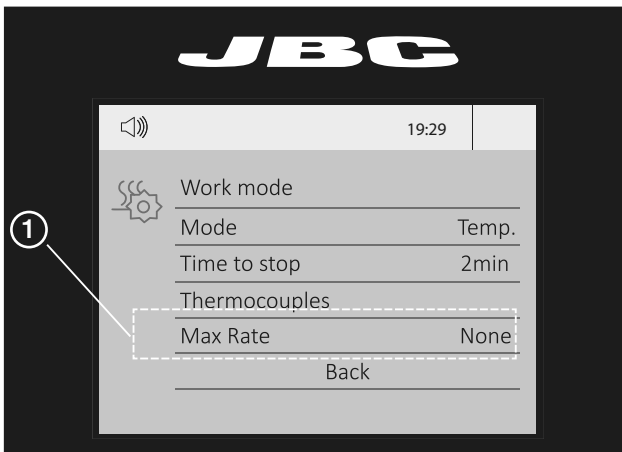 JBC
19:29
Work mode
Mode Temp.
Time to stop 2min
Thermocouples
1
Max Rate None
Back